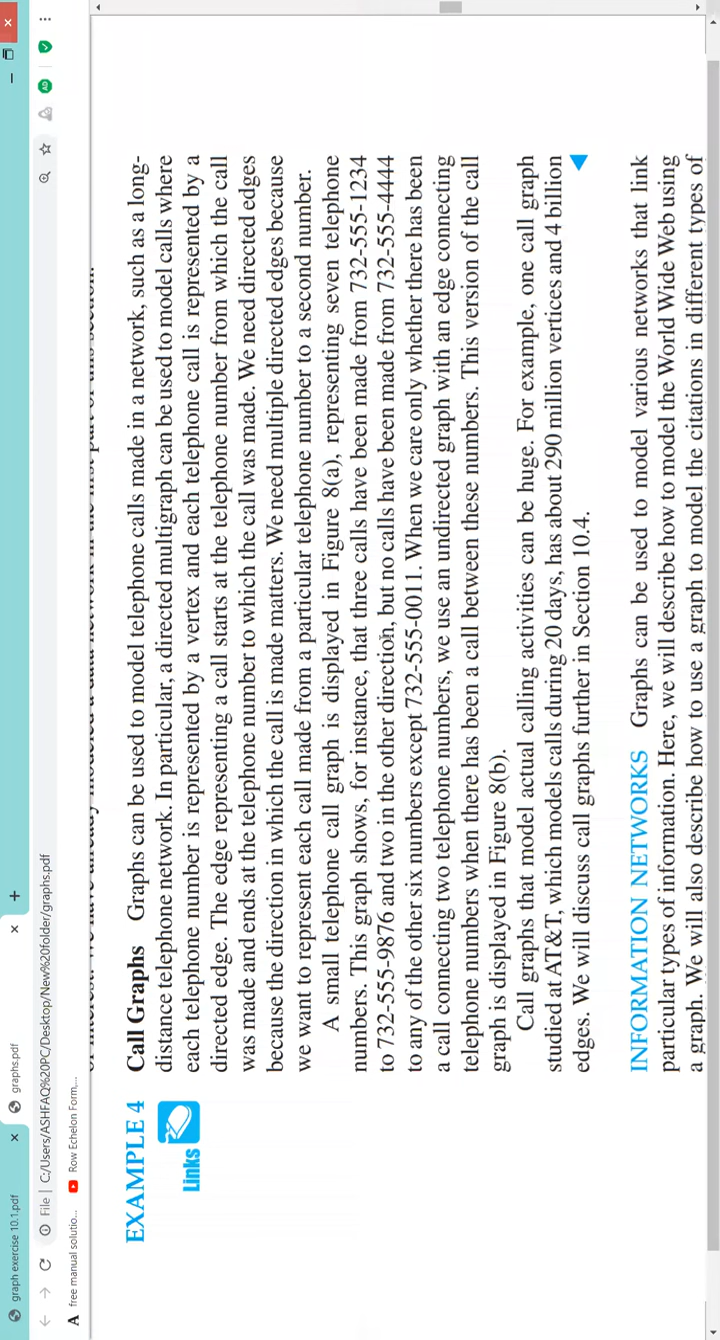 graph exercise 10.1.pdf
graphs.pdf
File | C:/Users/ASHFAQ%20PC/Desktop/New%20folder/graphs.pdf
free manual solutio...
Row Echelon Form,...
EXAMPLE 4
Links
Call Graphs Graphs can be used to model telephone calls made in a network, such as a long-
distance telephone network. In particular, a directed multigraph can be used to model calls where
each telephone number is represented by a vertex and each telephone call is represented by a
directed edge. The edge representing a call starts at the telephone number from which the call
was made and ends at the telephone number to which the call was made. We need directed edges
because the direction in which the call is made matters. We need multiple directed edges because
we want to represent each call made from a particular telephone number to a second number.
A small telephone call graph is displayed in Figure 8(a), representing seven telephone
numbers. This graph shows, for instance, that three calls have been made from 732-555-1234
to 732-555-9876 and two in the other direction, but no calls have been made from 732-555-4444
to any of the other six numbers except 732-555-0011. When we care only whether there has been
a call connecting two telephone numbers, we use an undirected graph with an edge connecting
telephone numbers when there has been a call between these numbers. This version of the call
graph is displayed in Figure 8(b).
Call graphs that model actual calling activities can be huge. For example, one call graph
studied at AT&T, which models calls during 20 days, has about 290 million vertices and 4 billion
edges. We will discuss call graphs further in Section 10.4.
INFORMATION NETWORKS Graphs can be used to model various networks that link
particular types of information. Here, we will describe how to model the World Wide Web using
a graph. We will also describe how to use a graph to model the citations in different types of